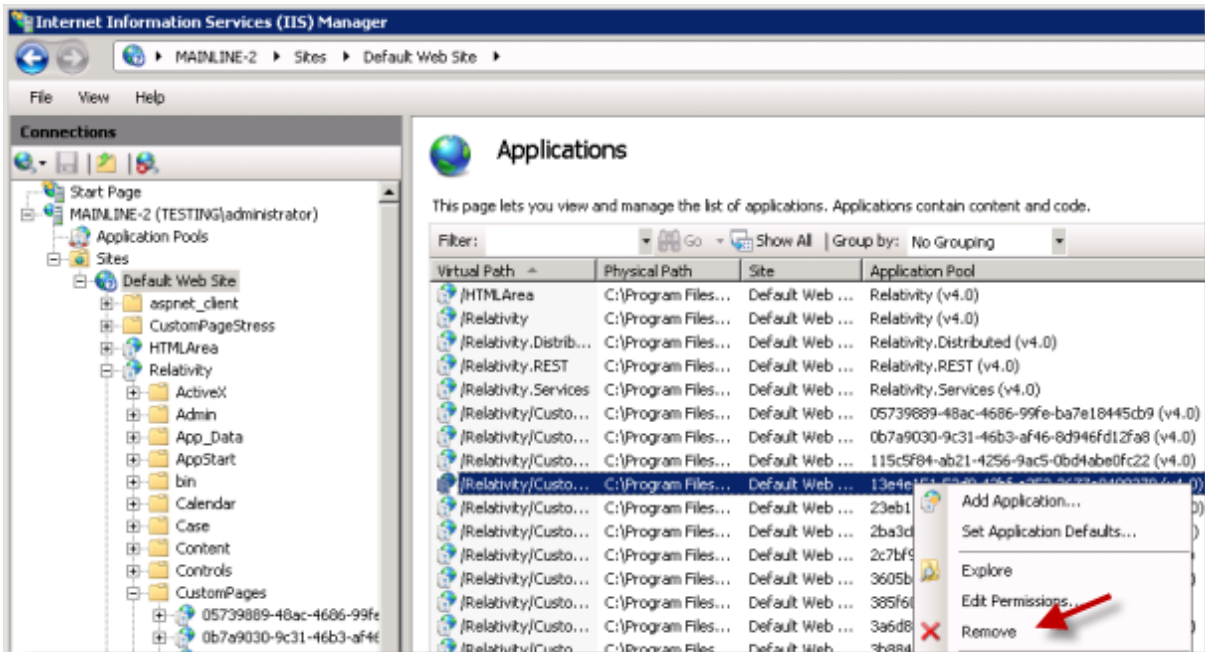 Internet Information Services (IIS) Manager
MAINLINE-2 Sites Default Web Site
File View Help
Connections
Start Page
MAINLINE-2 (TESTING\administrator)
Application Pools
Sites
Default Web Site
aspnet_client
CustomPageStress
HTMLArea
Relativity
ActiveX
Admin
App_Data
AppStart
bin
Calendar
Case
Content
Controls
CustomPages
05739889-48ac-4686-99fe
0b7a9030-9c31-46b3-af46
Applications
This page lets you view and manage the list of applications. Applications contain content and code.
Filter: Go Show All Group by: No Grouping
Virtual Path Physical Path Site Application Pool
/HTMLArea C:\Program Files... Default Web ... Relativity (v4.0)
/Relativity C:\Program Files... Default Web ... Relativity (v4.0)
/Relativity.Distrib... C:\Program Files... Default Web ... Relativity.Distributed (v4.0)
/Relativity.REST C:\Program Files... Default Web ... Relativity.REST (v4.0)
/Relativity.Services C:\Program Files... Default Web ... Relativity.Services (v4.0)
/Relativity/Custo... C:\Program Files... Default Web ... 05739889-48ac-4686-99fe-ba7e18445cb9 (v4.0)
/Relativity/Custo... C:\Program Files... Default Web ... 0b7a9030-9c31-46b3-af46-8d946fd12fa8 (v4.0)
/Relativity/Custo... C:\Program Files... Default Web ... 115c5f84-ab21-4256-9ac5-0bd4abe0fc22 (v4.0)
/Relativity/Custo... C:\Program Files... Default Web ...
/Relativity/Custo... C:\Program Files... Default Web ... 23eb1
/Relativity/Custo... C:\Program Files... Default Web ... 2ba3d
/Relativity/Custo... C:\Program Files... Default Web ... 2c7bf9
/Relativity/Custo... C:\Program Files... Default Web ... 3605b
/Relativity/Custo... C:\Program Files... Default Web ... 385f60
/Relativity/Custo... C:\Program Files... Default Web ... 3a6d8
/Relativity/Custo... C:\Program Files... Default Web ... 3b884
Add Application...
Set Application Defaults...
Explore
Edit Permissions...
Remove